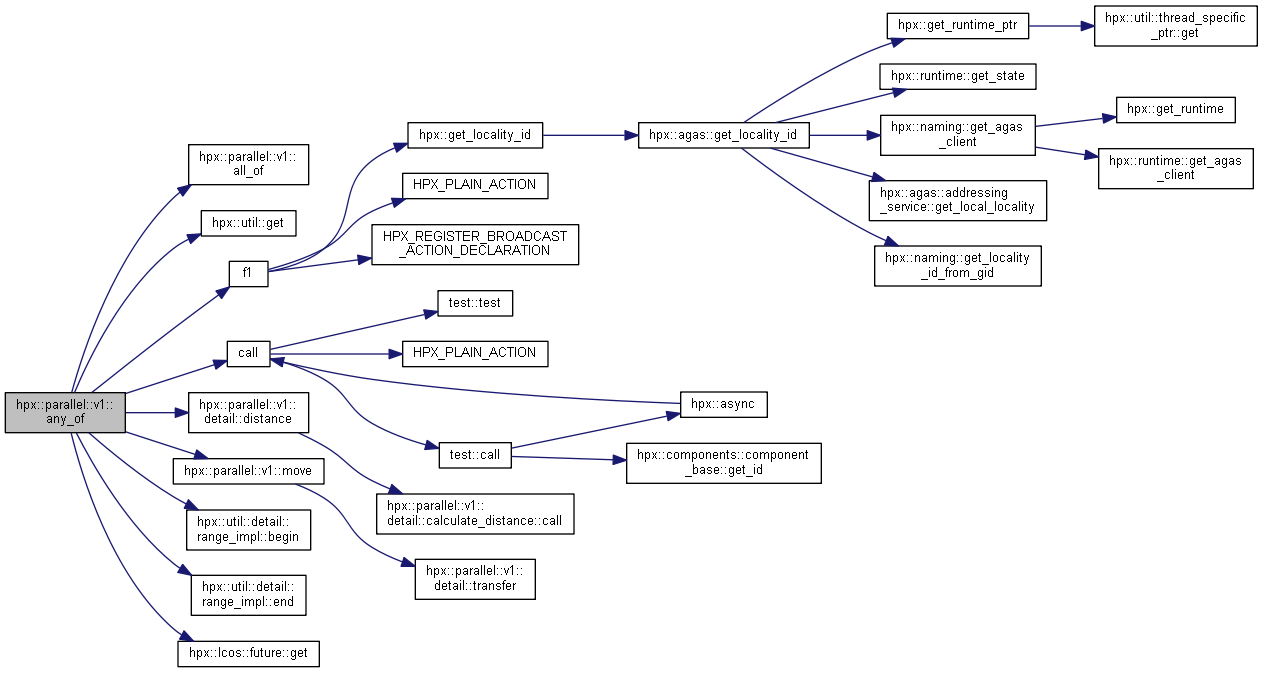 hpx::parallel::v1::
any_of
hpx::parallel::v1::
all_of
hpx::util::get
f1
call
hpx::parallel::v1::
detail::distance
hpx::parallel::v1::move
hpx::util::detail::
range_impl::begin
hpx::util::detail::
range_impl::end
hpx::lcos::future::get
hpx::get_locality_id
HPX_PLAIN_ACTION
HPX_REGISTER_BROADCAST
_ACTION_DECLARATION
test::test
HPX_PLAIN_ACTION
test::call
hpx::parallel::v1::
detail::calculate_distance::call
hpx::parallel::v1::
detail::transfer
hpx::agas::get_locality_id
hpx::async
hpx::components::component
_base::get_id
hpx::get_runtime_ptr
hpx::runtime::get_state
hpx::naming::get_agas
_client
hpx::agas::addressing
_service::get_local_locality
hpx::naming::get_locality
_id_from_gid
hpx::util::thread_specific
_ptr::get
hpx::get_runtime
hpx::runtime::get_agas
_client